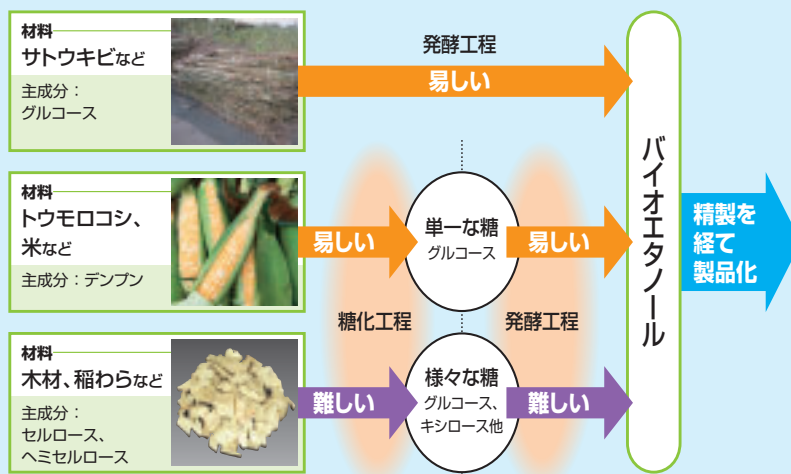 材料
サトウキビなど
主成分：
グルコース
発酵工程
易しい
材料
トウモロコシ、
米など
主成分：デンプン
易しい
単一な糖
グルコース
易しい
糖化工程
発酵工程
材料
木材、稲わらなど
主成分：
セルロース、
ヘミセルロース
難しい
様々な糖
グルコース、
キシロース他
難しい
バイオエタノール
精製を
経て
製品化